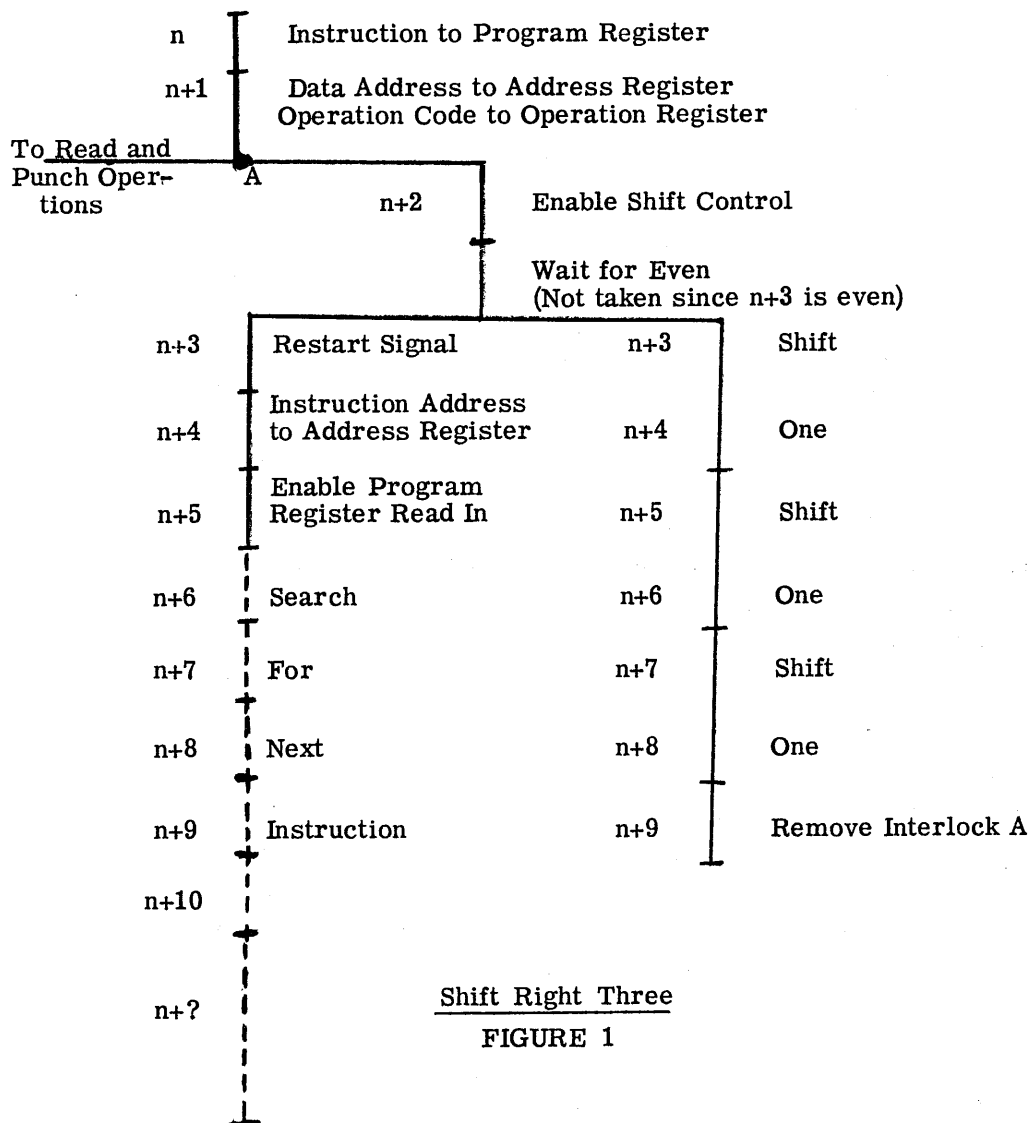 n Instruction to Program Register
n+1 Data Address to Address Register
Operation Code to Operation Register
To Read and
Punch Oper-
tions
A
n+2 Enable Shift Control
Wait for Even
(Not taken since n+3 is even)
n+3 Restart Signal n+3 Shift
Instruction Address
n+4 to Address Register n+4 One
Enable Program
n+5 Register Read In n+5 Shift
n+6 Search n+6 One
n+7 For n+7 Shift
n+8 Next n+8 One
n+9 Instruction n+9 Remove Interlock A
n+10
n+?
Shift Right Three
FIGURE 1